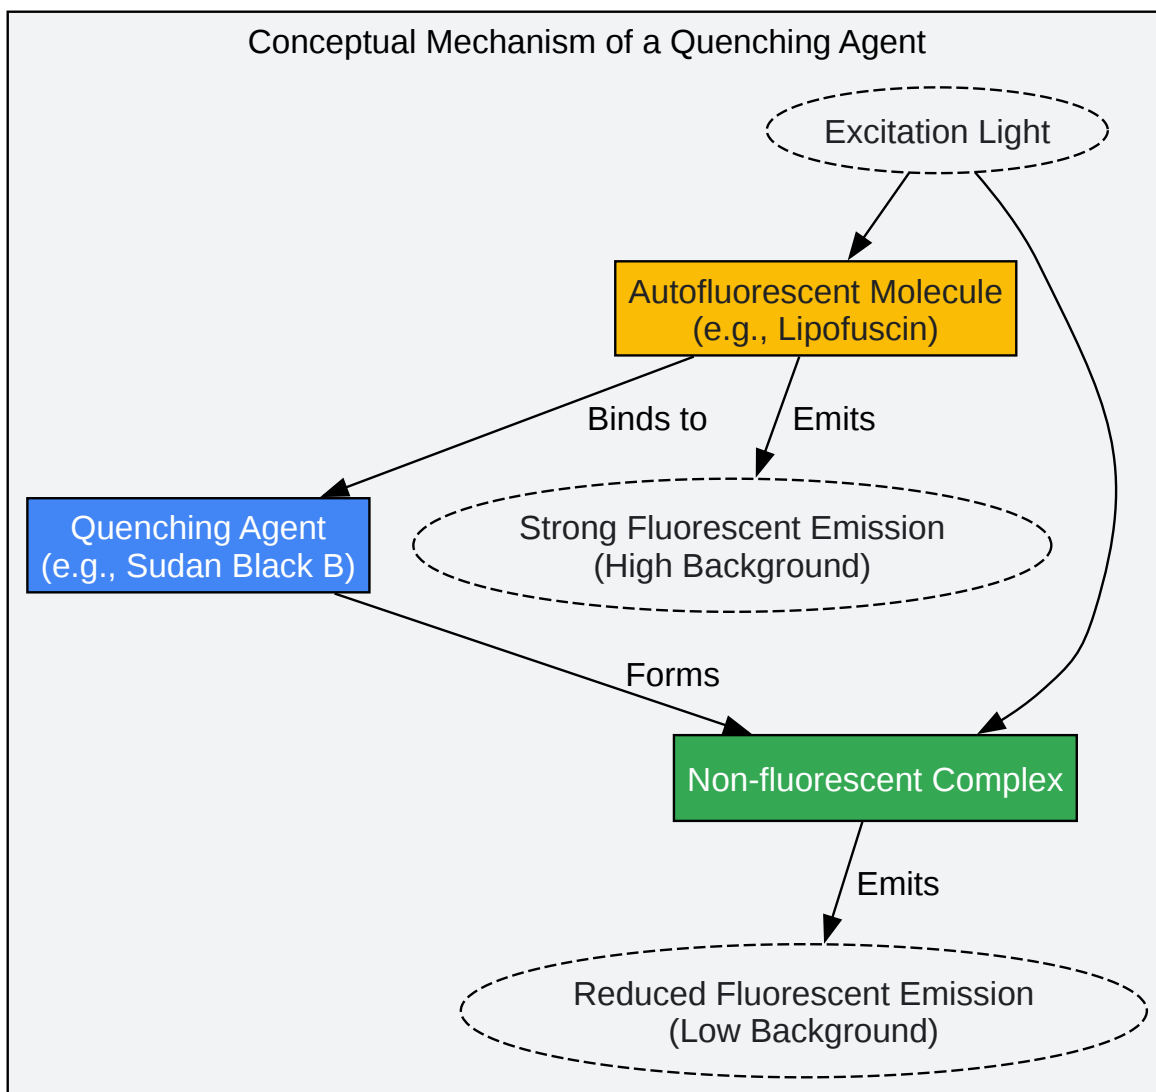 Conceptual Mechanism of a Quenching Agent
Excitation Light
Autofluorescent Molecule
(e.g., Lipofuscin)
Binds to
Emits
Quenching Agent
(e.g., Sudan Black B)
Strong Fluorescent Emission
(High Background)
Forms
Non-fluorescent Complex
Emits
Reduced Fluorescent Emission
(Low Background)